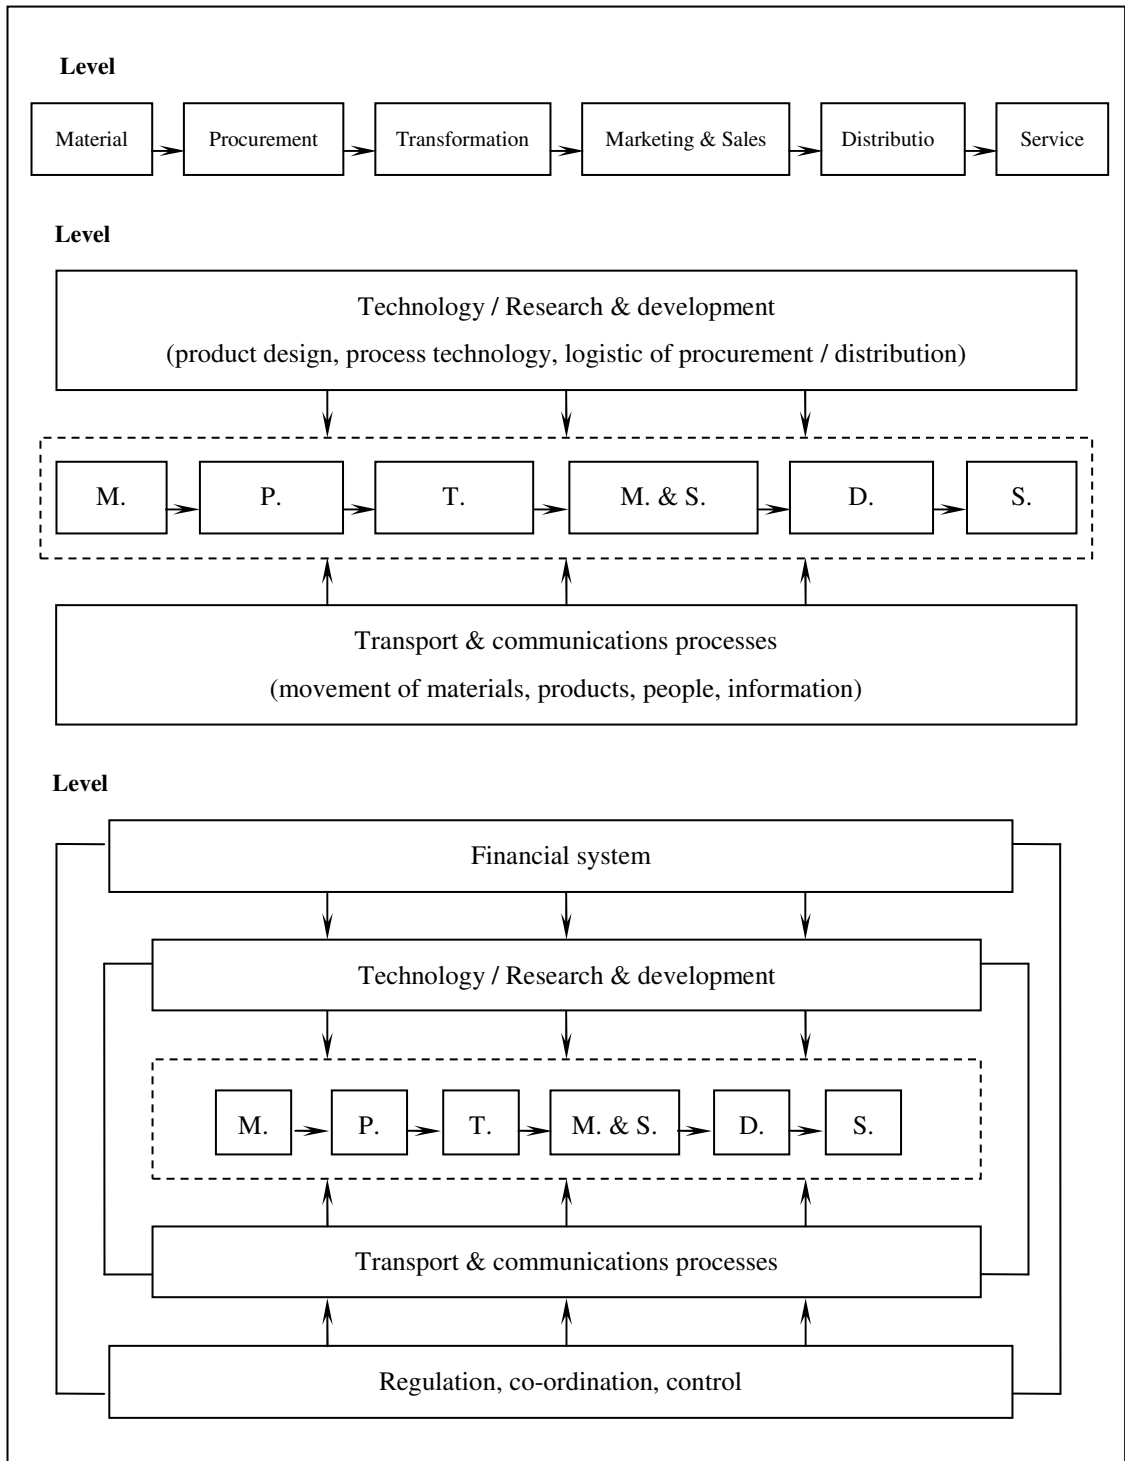 Level
Material Procurement Transformation Marketing & Sales Distributio Service
Level
Technology / Research & development
(product design, process technology, logistic of procurement / distribution)
M. P. T. M. & S. D. S.
Transport & communications processes
(movement of materials, products, people, information)
Level
Financial system
Technology / Research & development
M. P. T. M. & S. D. S.
Transport & communications processes
Regulation, co-ordination, control